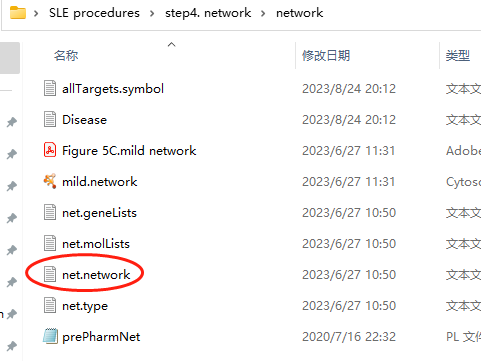 SLE procedures › step4. network › network
名称 修改日期 类型
allTargets.symbol 2023/8/24 20:12 文本文
Disease 2023/8/24 20:12 文本文
Figure 5C.mild network 2023/6/27 11:31 Adobe
mild.network 2023/6/27 11:31 Cytosc
net.geneLists 2023/6/27 10:50 文本文
net.molLists 2023/6/27 10:50 文本文
net.network 2023/6/27 10:50 文本文
net.type 2023/6/27 10:50 文本文
prePharmNet 2020/7/16 22:32 PL 文件